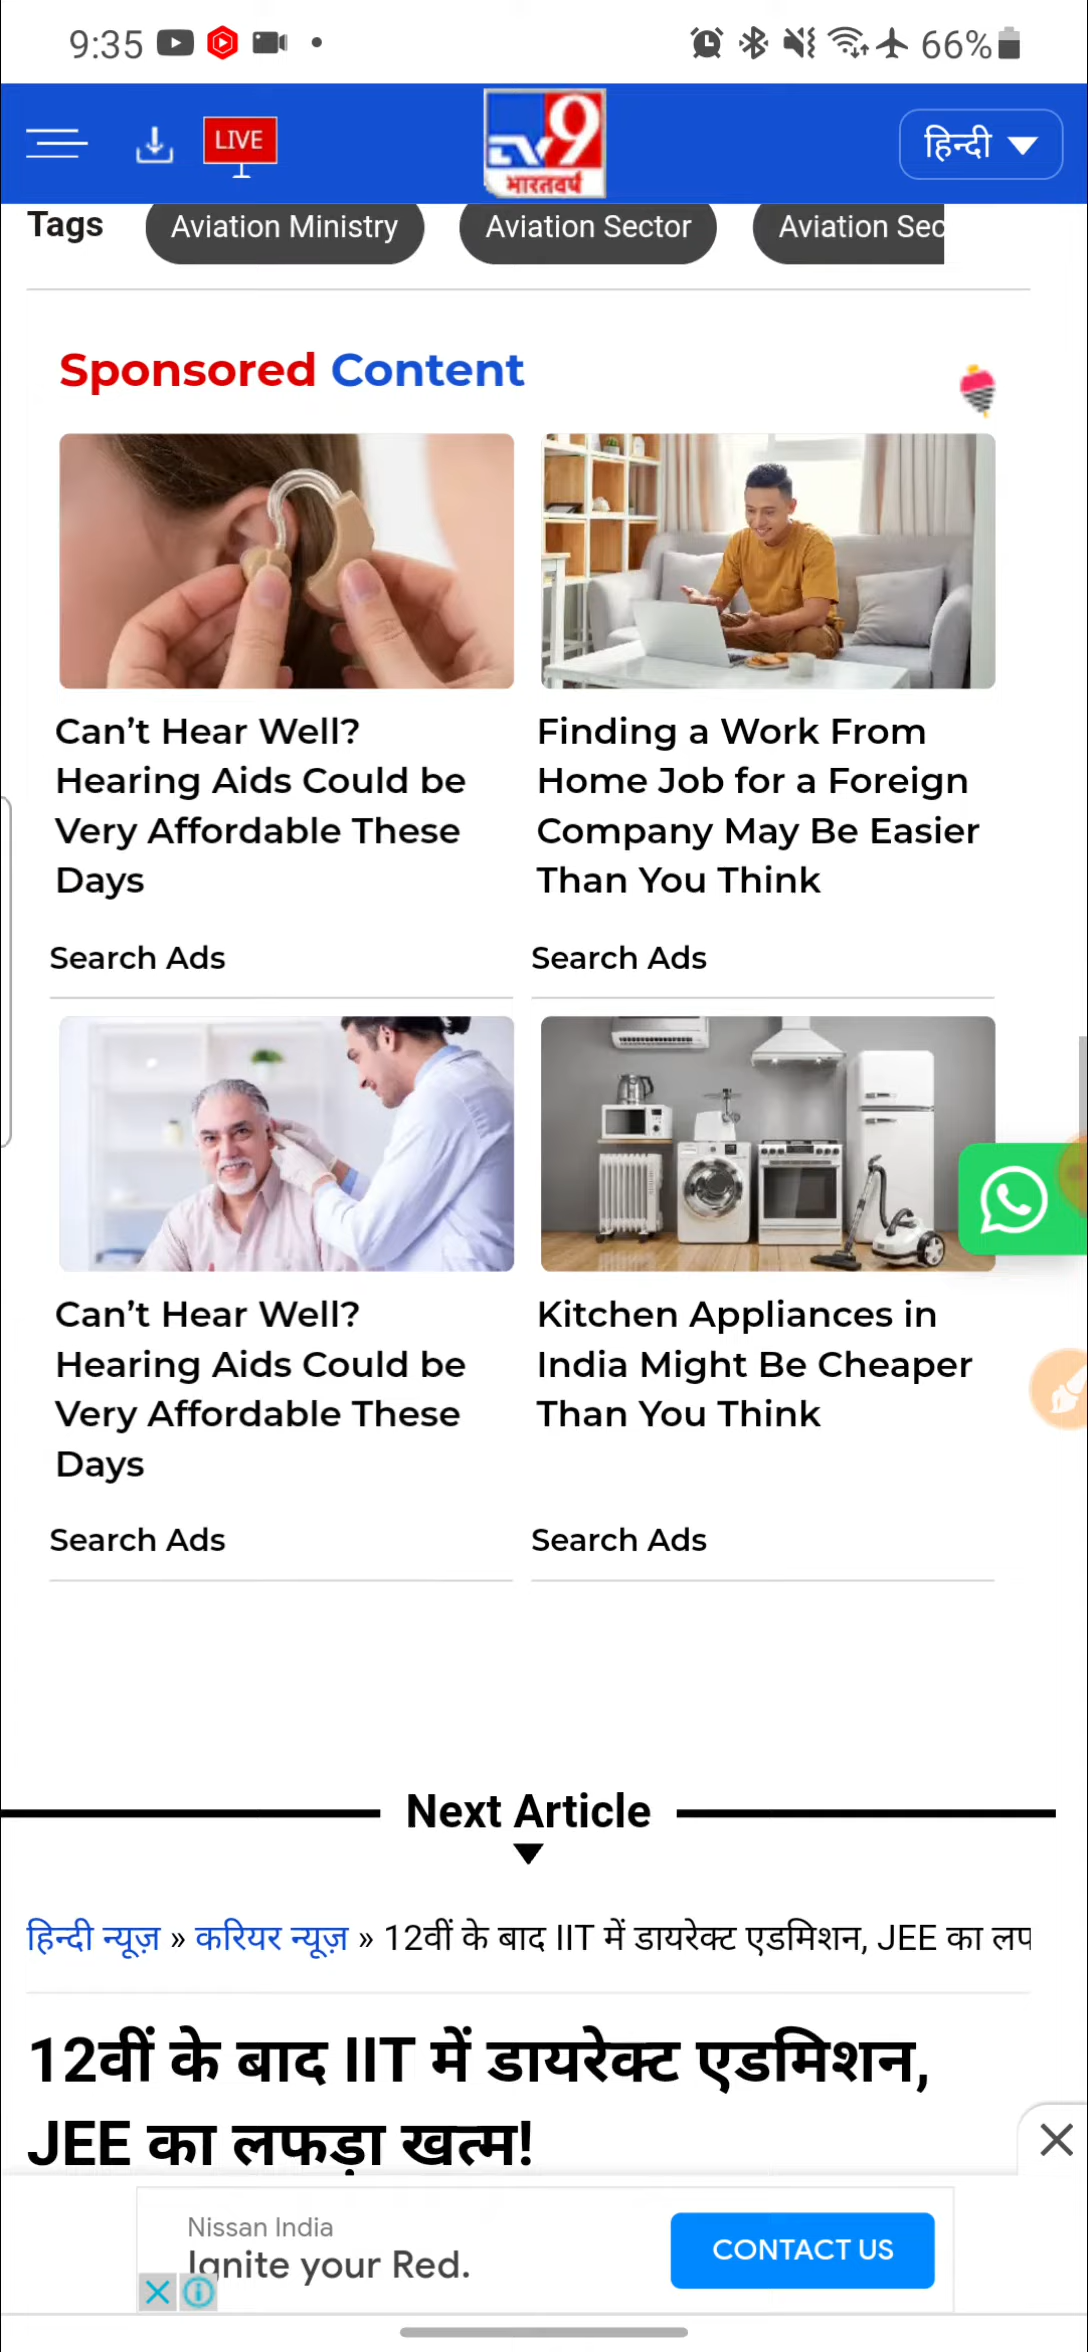 9:35
66%
LIVE
TV9
भारतवर्ष
हिन्दी
Tags
Aviation Ministry
Aviation Sector
Aviation Sec
Sponsored Content
Can’t Hear Well?
Hearing Aids Could be
Very Affordable These
Days
Search Ads
Finding a Work From
Home Job for a Foreign
Company May Be Easier
Than You Think
Search Ads
Can’t Hear Well?
Hearing Aids Could be
Very Affordable These
Days
Search Ads
Kitchen Appliances in
India Might Be Cheaper
Than You Think
Search Ads
Next Article
हिन्दी न्यूज़ » करियर न्यूज़ » 12वीं के बाद IIT में डायरेक्ट एडमिशन, JEE का लप
12वीं के बाद IIT में डायरेक्ट एडमिशन,
JEE का लफड़ा खत्म!
Nissan India
Ignite your Red.
CONTACT US